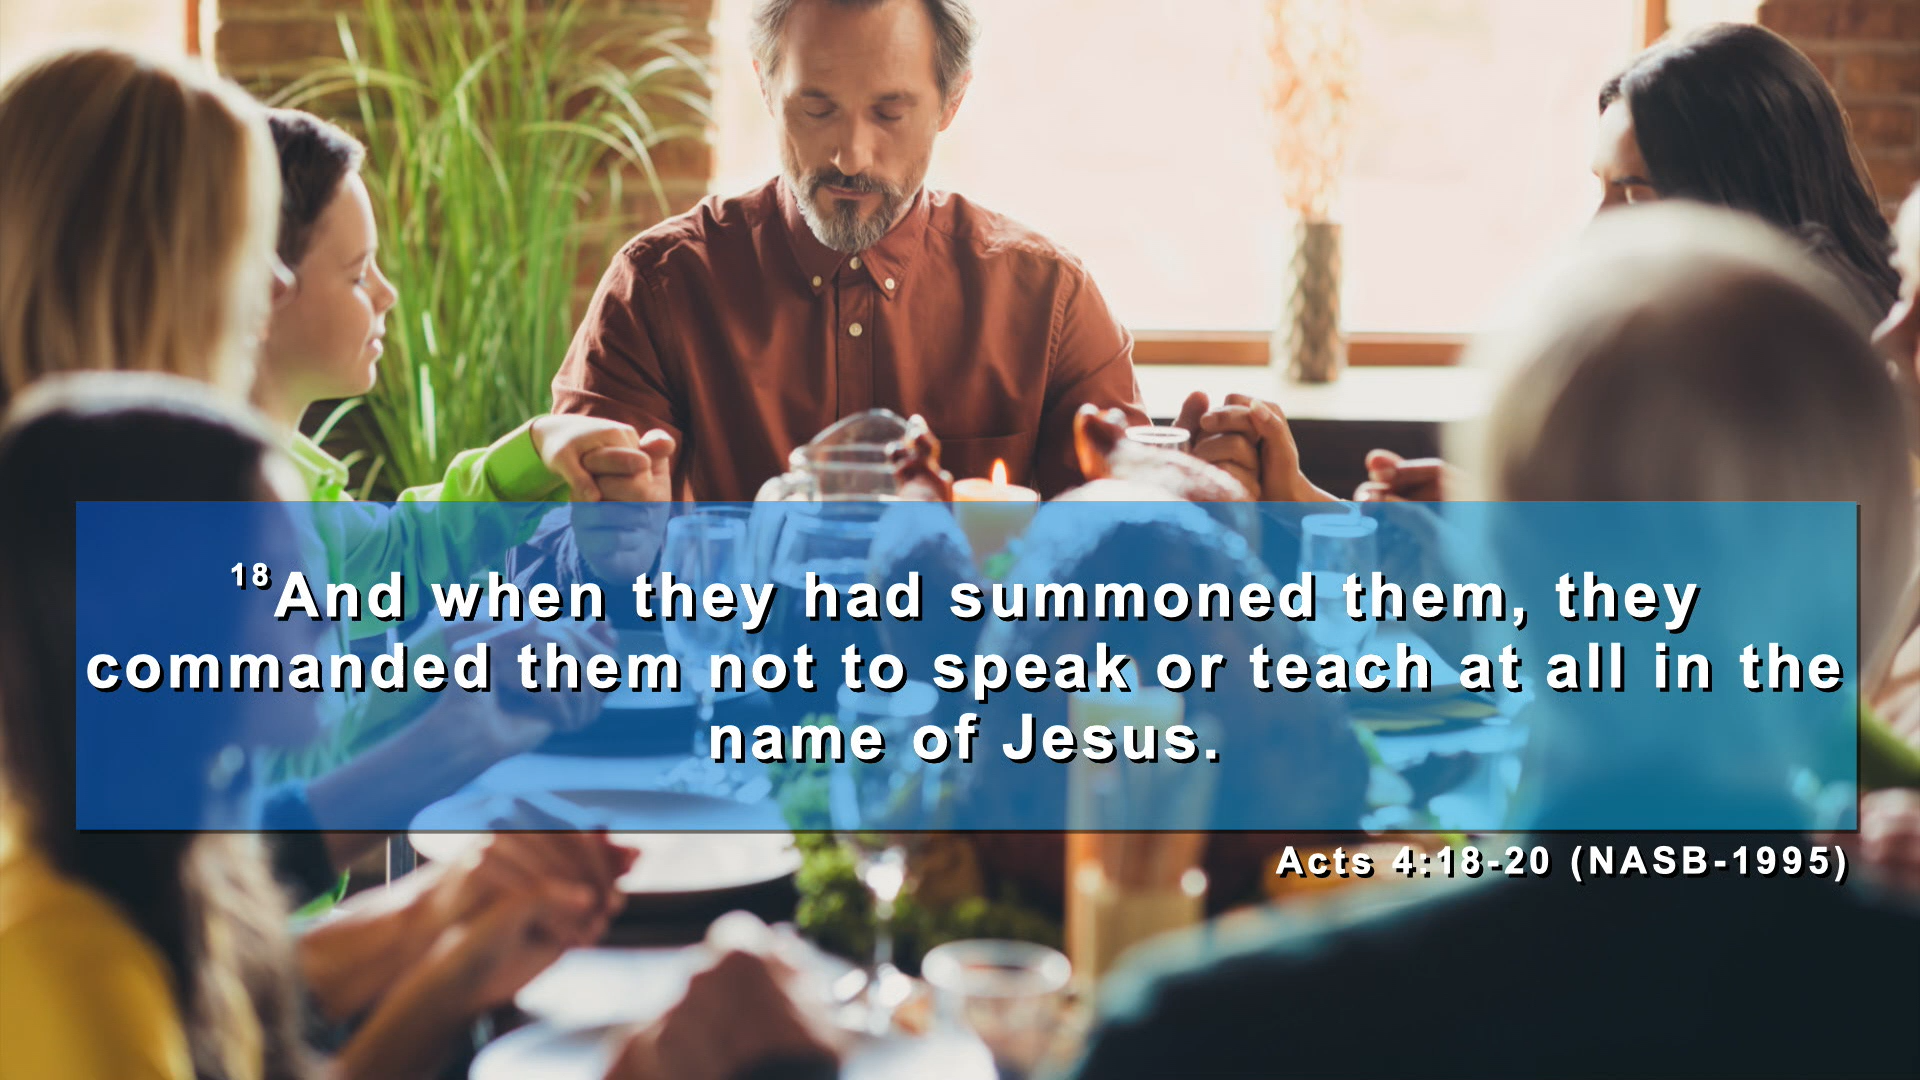 18And when they had summoned them, they
commanded them not to speak or teach at all in the
name of Jesus.
Acts 4:18-20 (NASB-1995)